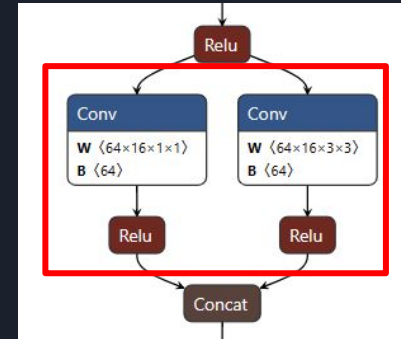 Relu
Conv
W ⟨64×16×1×1⟩
B ⟨64⟩
Conv
W ⟨64×16×3×3⟩
B ⟨64⟩
Relu
Relu
Concat